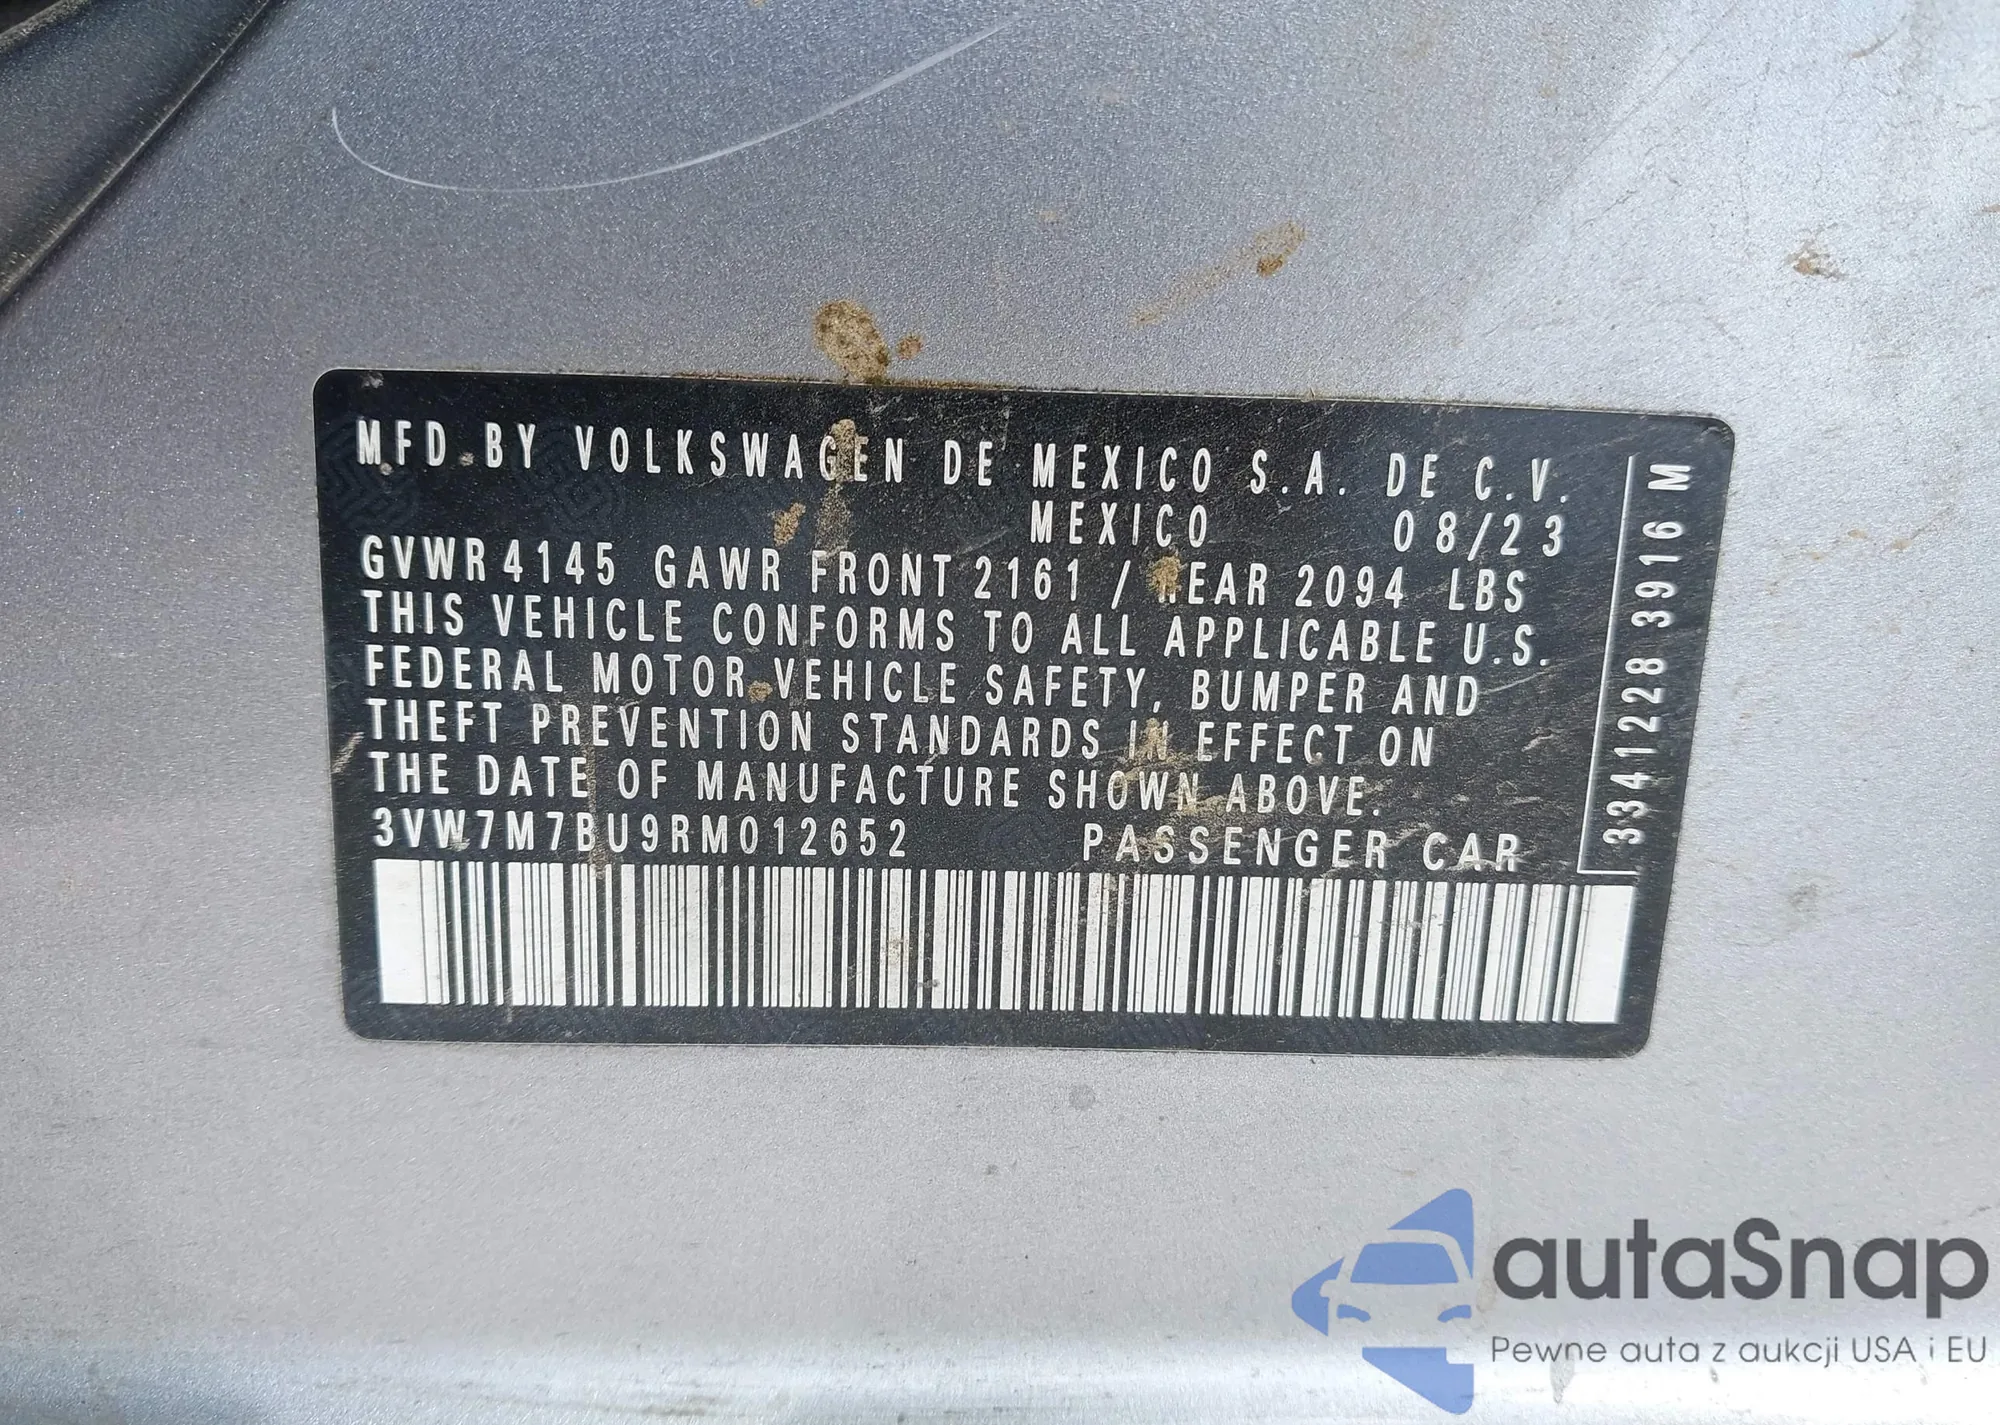 MFD.BY VOLKSWAGEN DE MEXICO S.A. DE C.V.
MEXICO 08/23
GVWR 4145 GAWR FRONT 2161 / REAR 2094 LBS
THIS VEHICLE CONFORMS TO ALL APPLICABLE U.S.
FEDERAL MOTOR VEHICLE SAFETY, BUMPER AND
THEFT PREVENTION STANDARDS IN EFFECT ON
THE DATE OF MANUFACTURE SHOWN ABOVE.
3VW7M7BU9RM012652 PASSENGER CAR
3341228 3916 M
autaSnap
Pewne auta z aukcji USA i EU